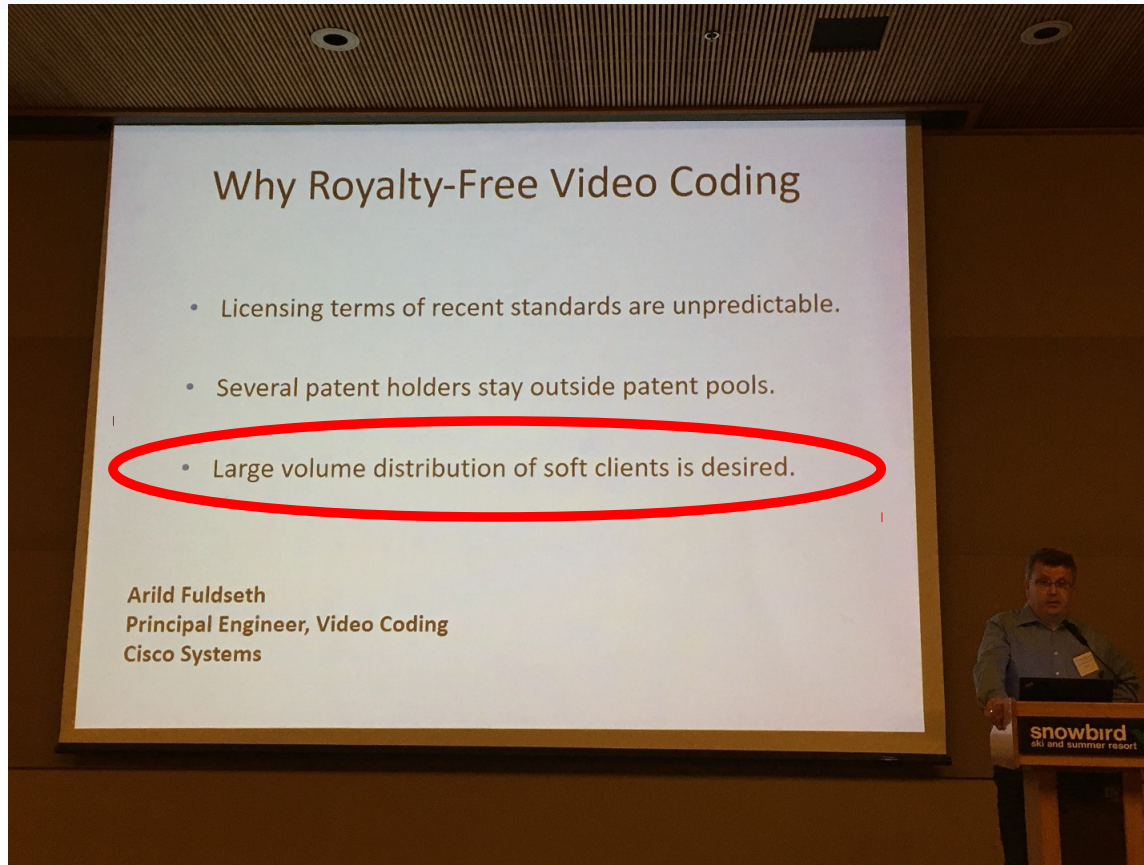 Why Royalty-Free Video Coding
• Licensing terms of recent standards are unpredictable.
• Several patent holders stay outside patent pools.
• Large volume distribution of soft clients is desired.
Arild Fuldseth
Principal Engineer, Video Coding
Cisco Systems
snowbird
ski and summer resort